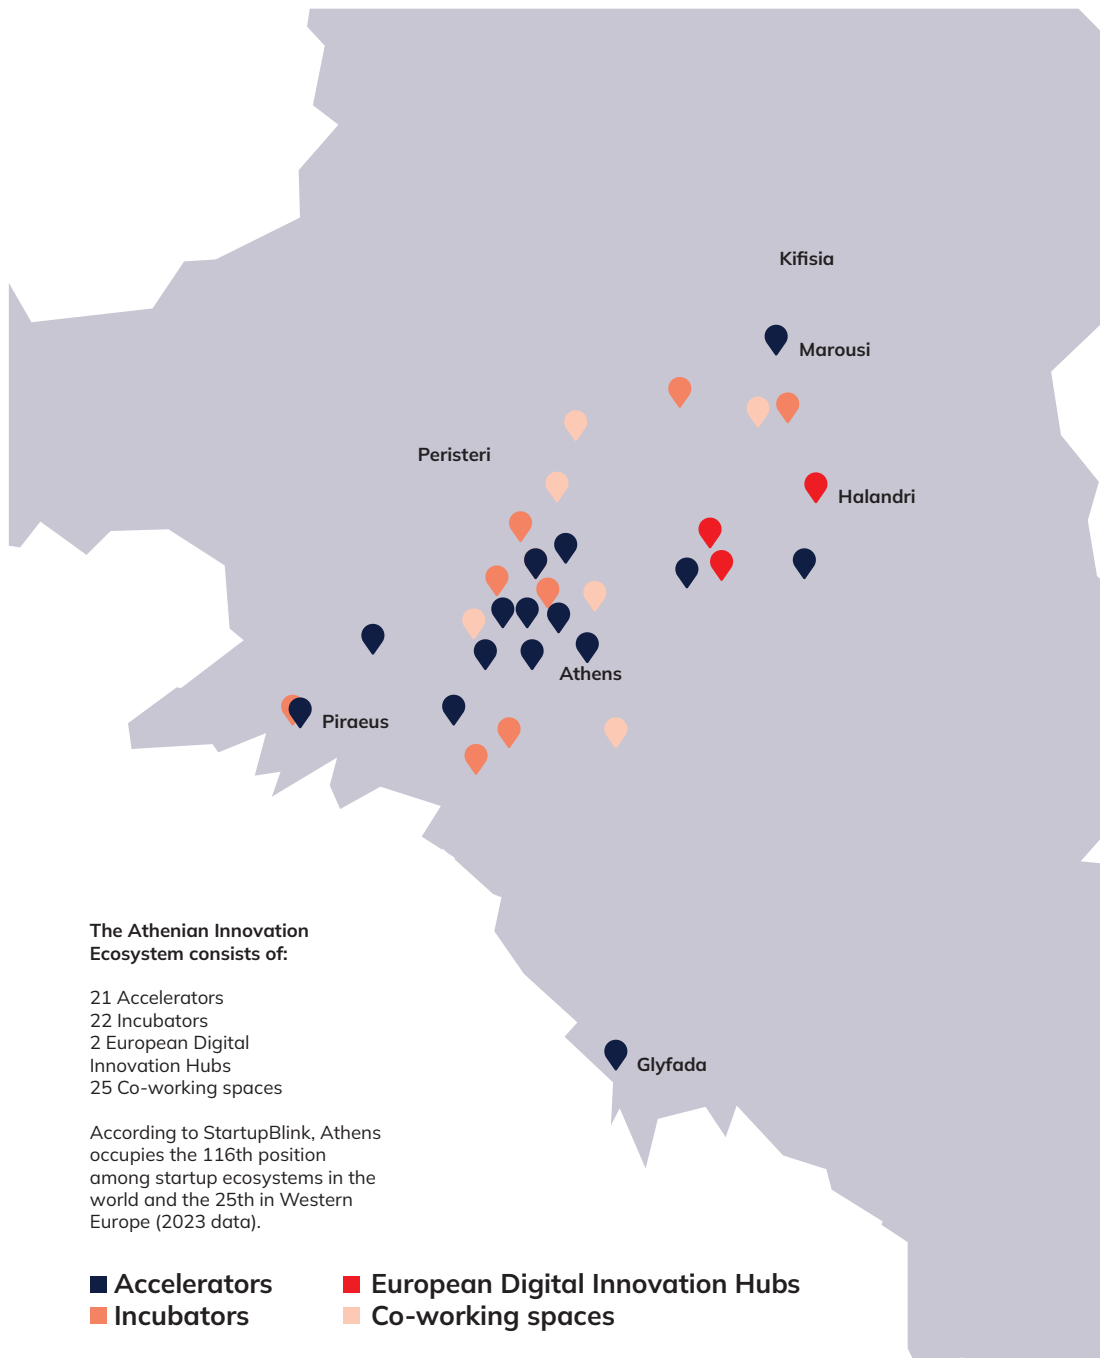 Kifisia
Marousi
Peristeri
Halandri
Athens
Piraeus
The Athenian Innovation
Ecosystem consists of:
21 Accelerators
22 Incubators
2 European Digital
Innovation Hubs
25 Co-working spaces
Glyfada
According to StartupBlink, Athens
occupies the 116th position
among startup ecosystems in the
world and the 25th in Western
Europe (2023 data).
Accelerators
European Digital Innovation Hubs
Incubators
Co-working spaces